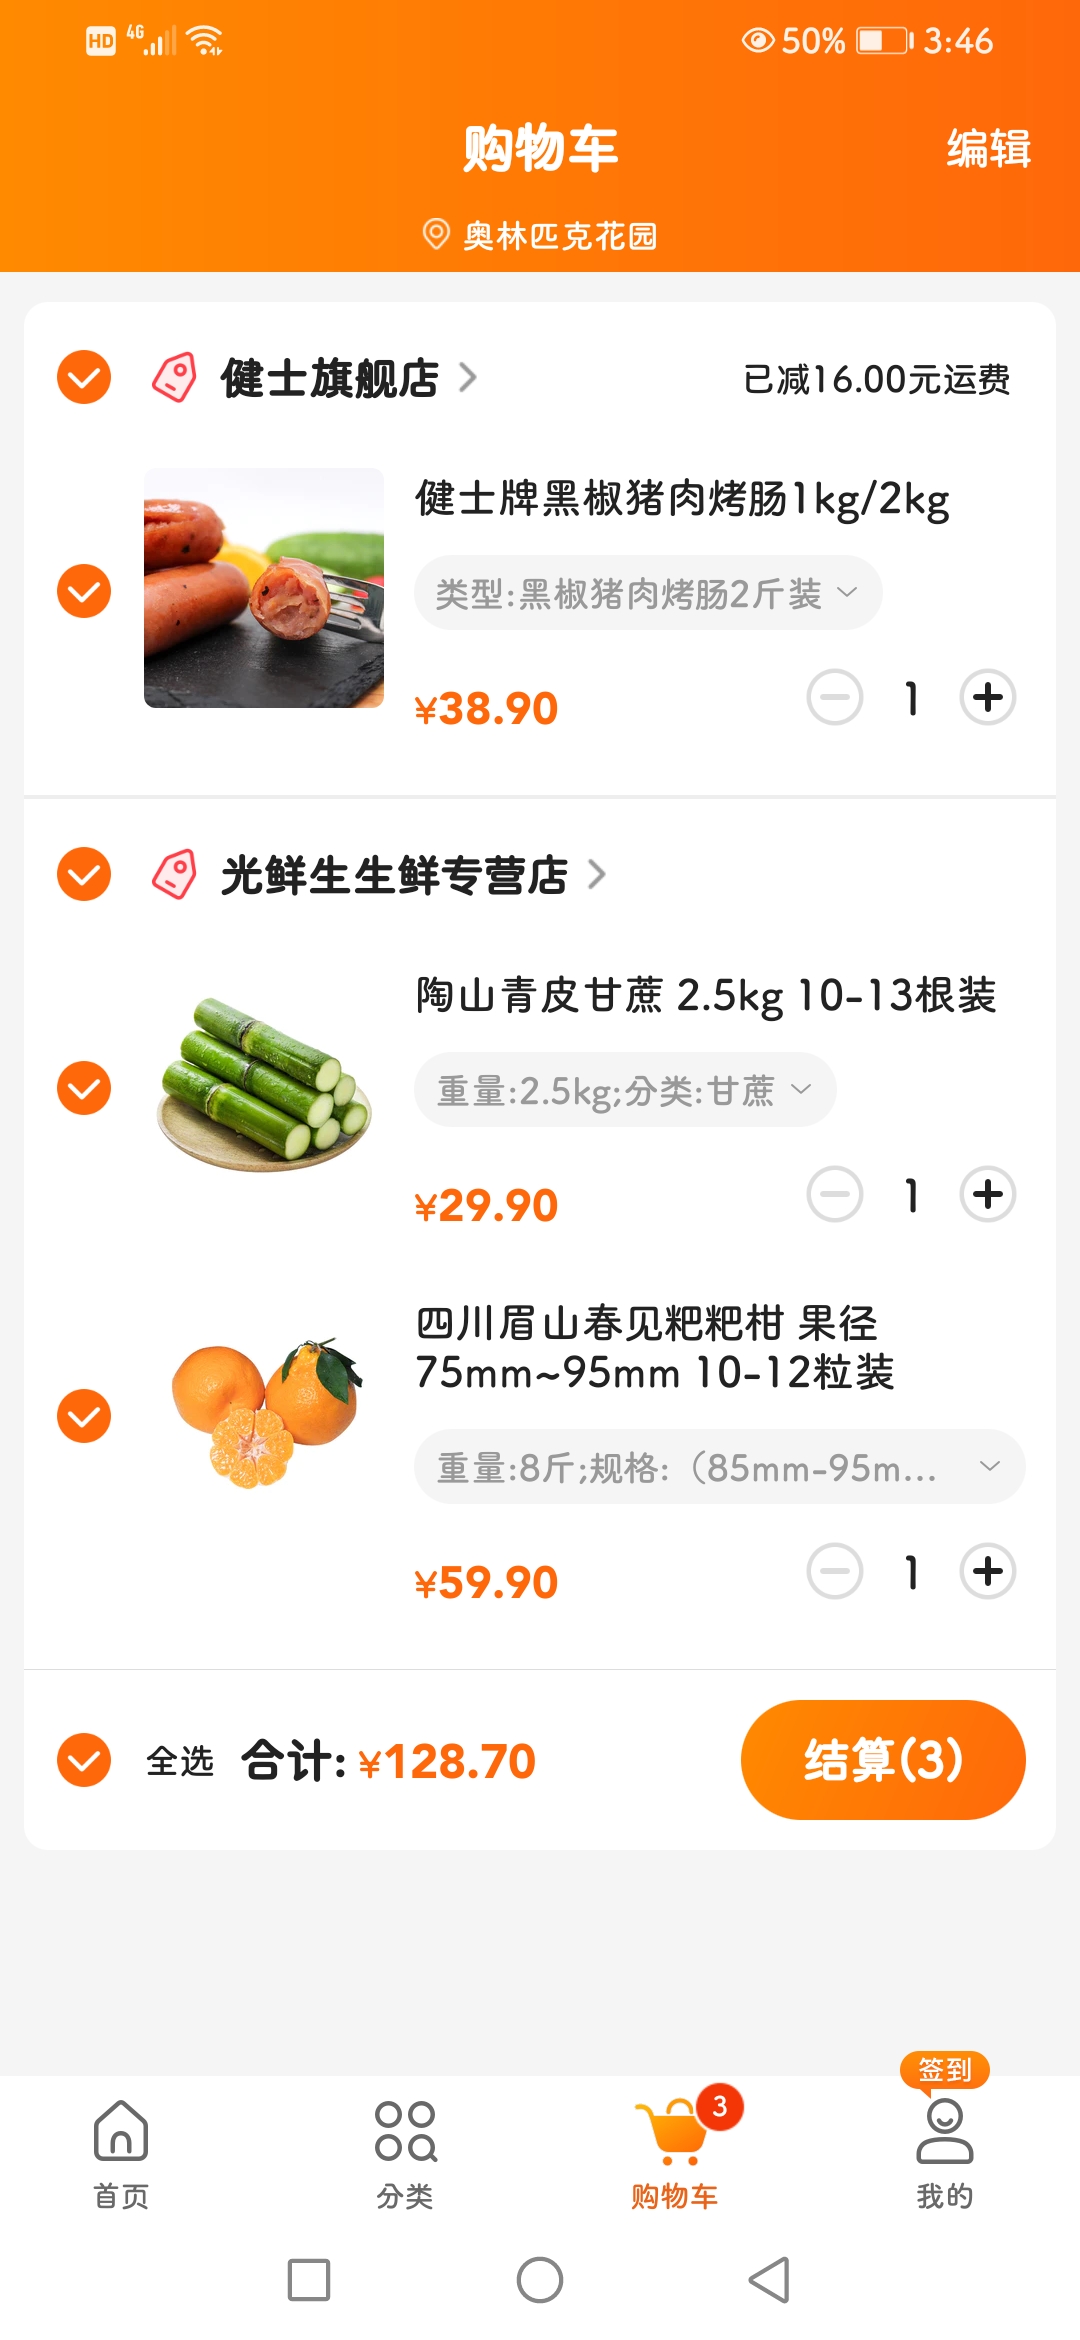 HD 4G 50% 3:46
购物车
编辑
奥林匹克花园
健士旗舰店
已减16.00元运费
健士牌黑椒猪肉烤肠1kg/2kg
类型:黑椒猪肉烤肠2斤装
¥38.90
1
光鲜生生鲜专营店
陶山青皮甘蔗 2.5kg 10-13根装
重量:2.5kg;分类:甘蔗
¥29.90
1
四川眉山春见粑粑柑 果径
75mm~95mm 10-12粒装
重量:8斤;规格:（85mm-95m...
¥59.90
1
全选 合计: ¥128.70
结算(3)
签到
3
首页
分类
购物车
我的